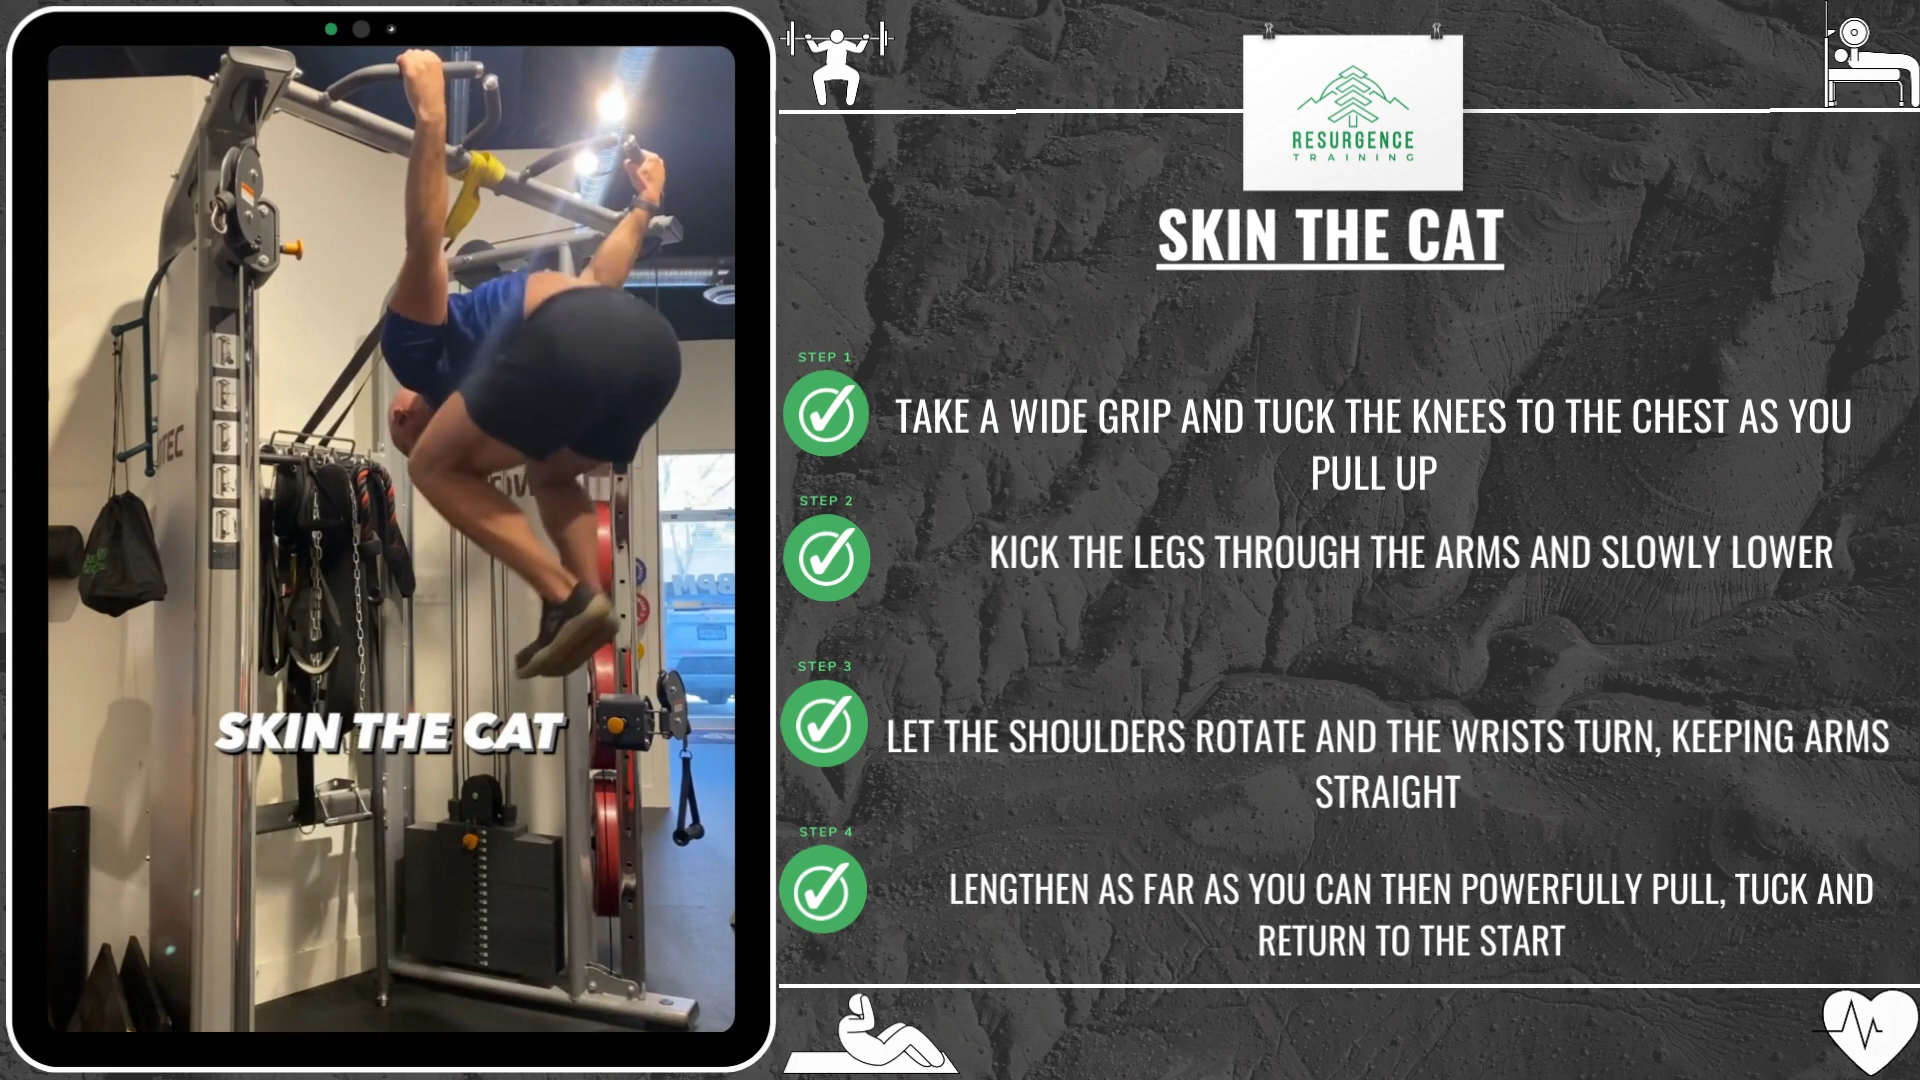 RESURGENCE
TRAINING
SKIN THE CAT
STEP 1
TAKE A WIDE GRIP AND TUCK THE KNEES TO THE CHEST AS YOU
PULL UP
STEP 2
KICK THE LEGS THROUGH THE ARMS AND SLOWLY LOWER
STEP 3
LET THE SHOULDERS ROTATE AND THE WRISTS TURN, KEEPING ARMS
STRAIGHT
STEP 4
LENGTHEN AS FAR AS YOU CAN THEN POWERFULLY PULL, TUCK AND
RETURN TO THE START
SKIN THE CAT